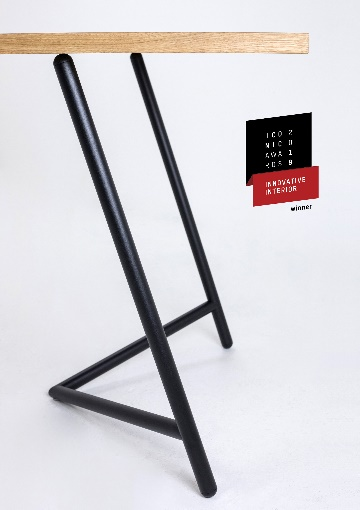 ICO 2
NIC 0
AWA 1
RDS 9
INNOVATIVE
INTERIOR
winner